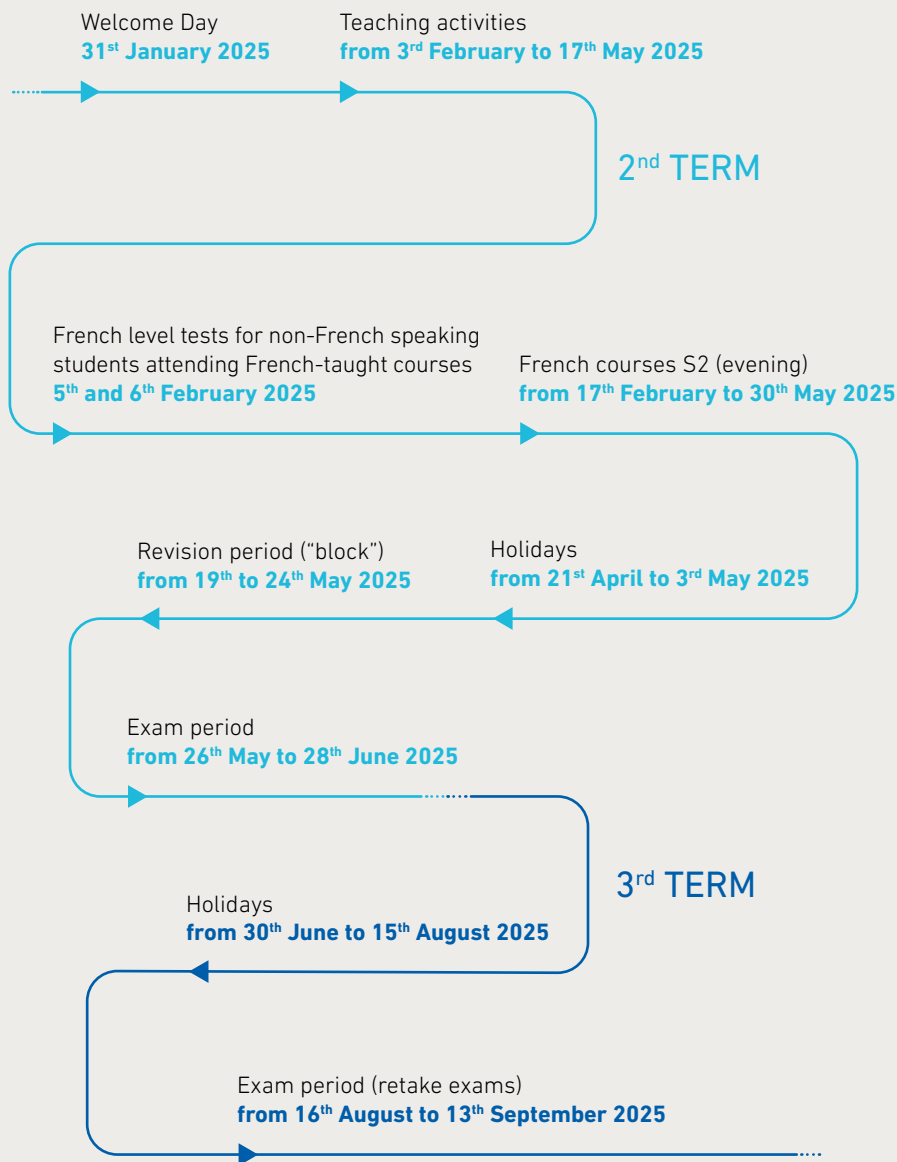 Welcome Day
31st January 2025
Teaching activities
from 3rd February to 17th May 2025
2nd TERM
French level tests for non-French speaking
students attending French-taught courses
5th and 6th February 2025
French courses S2 (evening)
from 17th February to 30th May 2025
Revision period (“block”)
from 19th to 24th May 2025
Holidays
from 21st April to 3rd May 2025
Exam period
from 26th May to 28th June 2025
3rd TERM
Holidays
from 30th June to 15th August 2025
Exam period (retake exams)
from 16th August to 13th September 2025